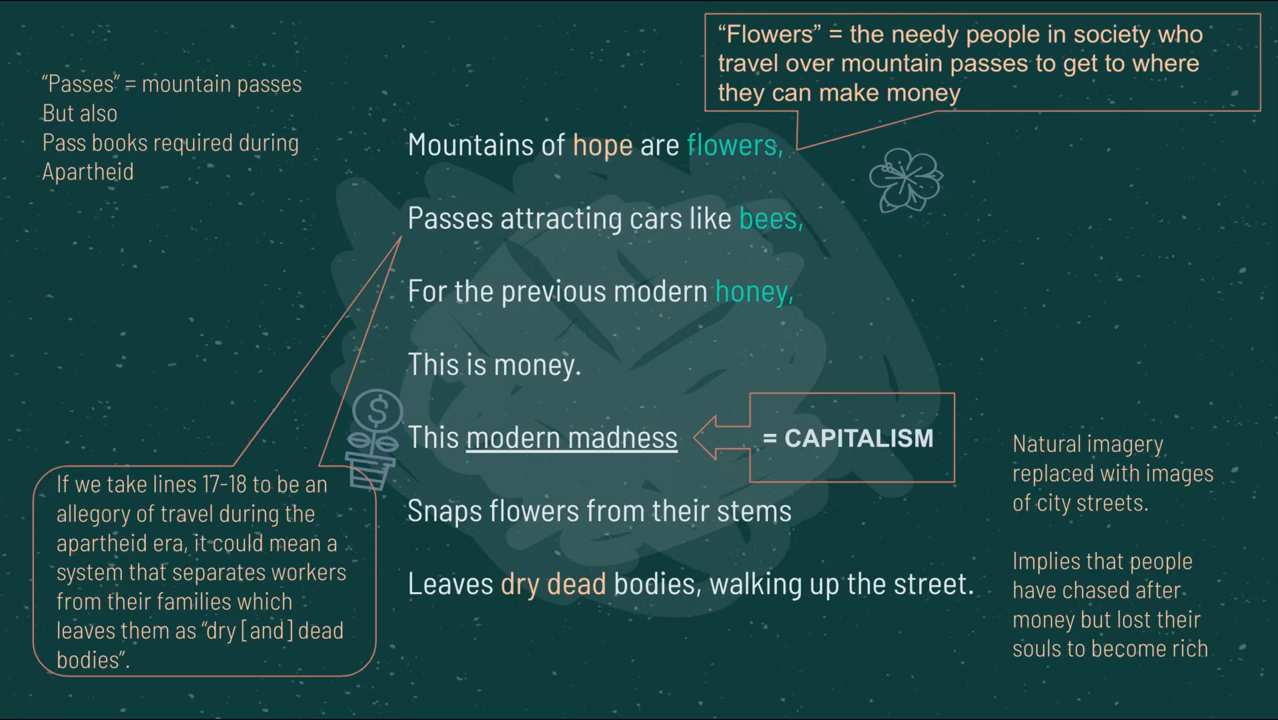 “Flowers” = the needy people in society who
travel over mountain passes to get to where
they can make money
“Passes” = mountain passes
But also
Pass books required during
Apartheid
Mountains of hope are flowers,
Passes attracting cars like bees,
For the previous modern honey,
This is money.
This modern madness
= CAPITALISM
Snaps flowers from their stems
Leaves dry dead bodies, walking up the street.
If we take lines 17-18 to be an
allegory of travel during the
apartheid era, it could mean a
system that separates workers
from their families which
leaves them as “dry [and] dead
bodies”.
Natural imagery
replaced with images
of city streets.
Implies that people
have chased after
money but lost their
souls to become rich
$